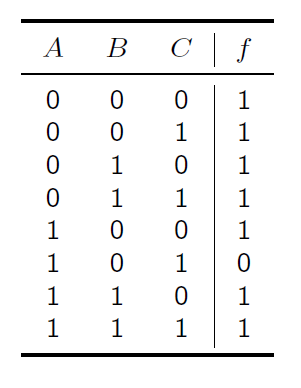 A B C f
0 0 0 1
0 0 1 1
0 1 0 1
0 1 1 1
1 0 0 1
1 0 1 0
1 1 0 1
1 1 1 1